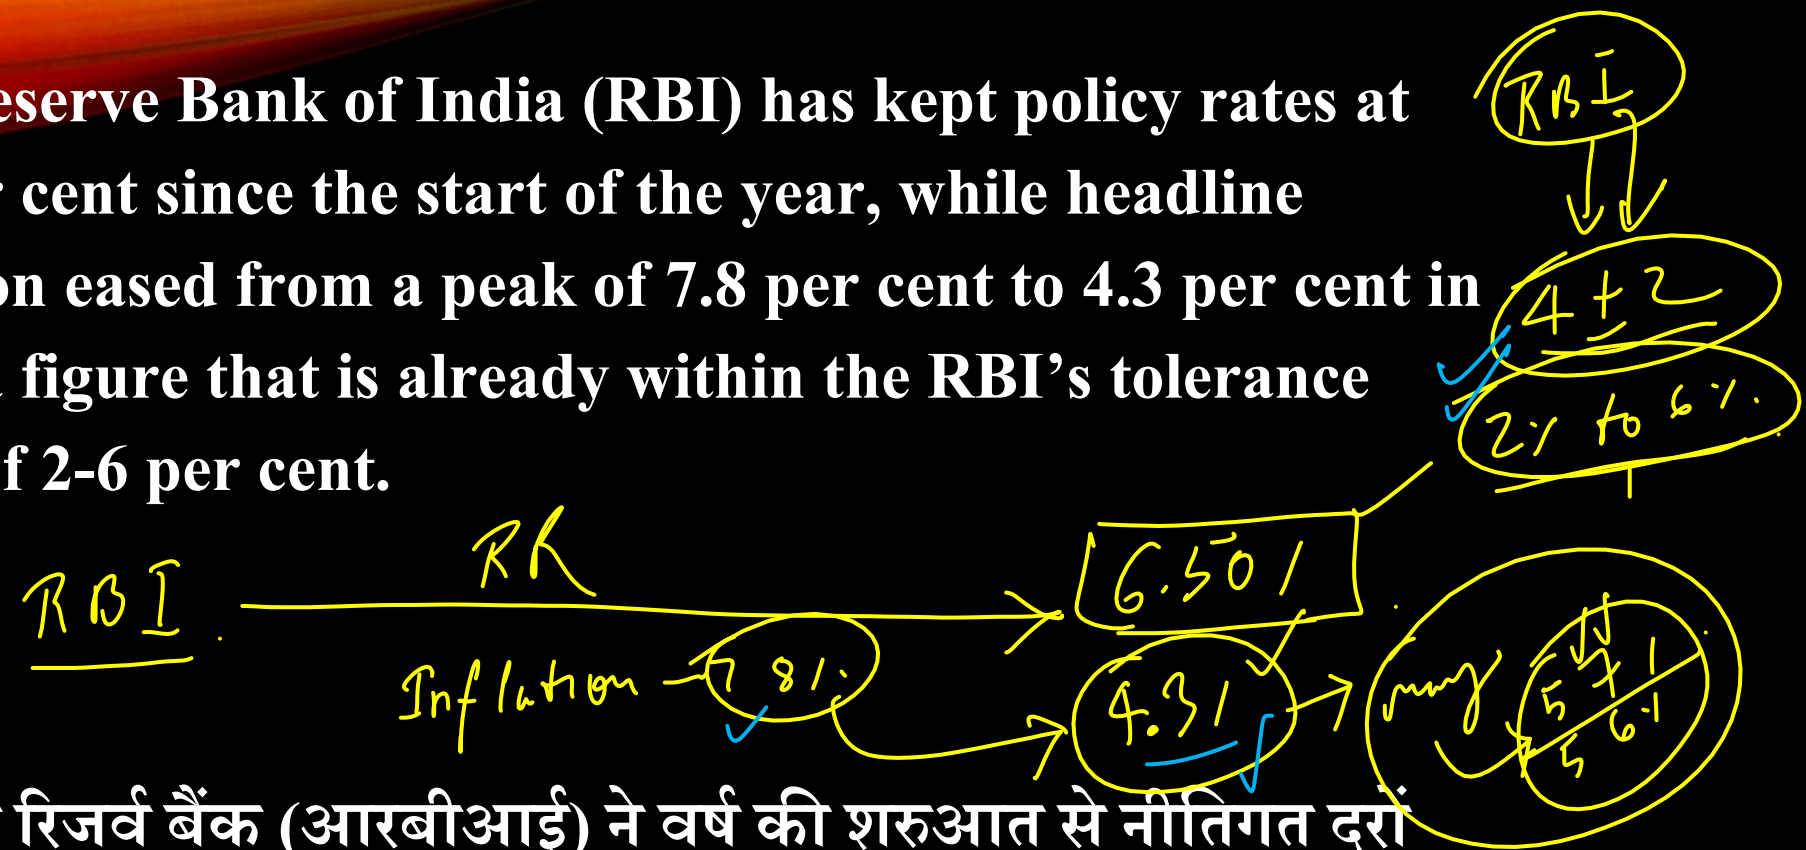 eserve Bank of India (RBI) has kept policy rates at
RBI
cent since the start of the year, while headline
on eased from a peak of 7.8 per cent to 4.3 per cent in
4 + 2
figure that is already within the RBI’s tolerance
2% to 6%.
f 2-6 per cent.
RR
RBI
6.50%
Inflation
4.3%
may
रिजर्व बैंक (आरबीआई) ने वर्ष की शुरुआत से नीतिगत दरों